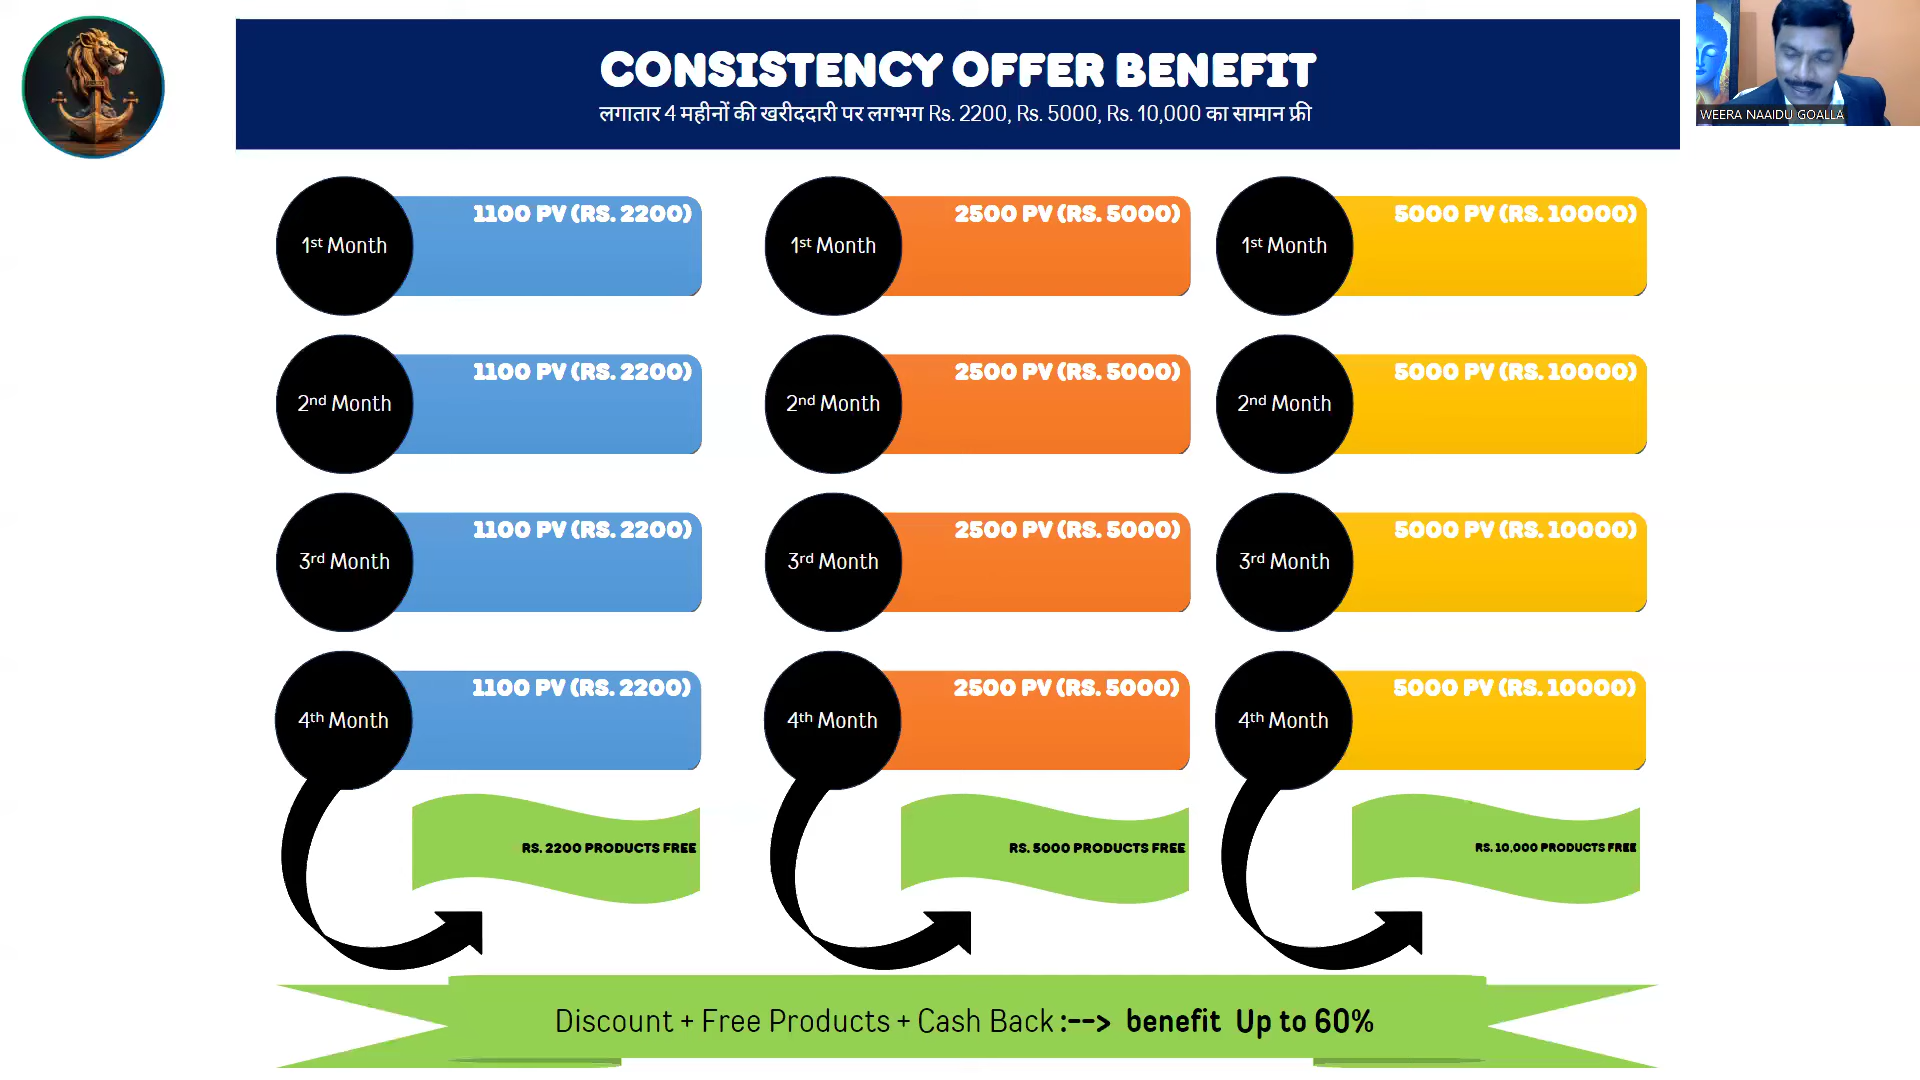 CONSISTENCY OFFER BENEFIT
लगातार 4 महीनों की खरीददारी पर लगभग Rs. 2200, Rs. 5000, Rs. 10,000 का सामान फ्री
WEERA NAAIDU GOALLA
1st Month
1100 PV (RS. 2200)
1st Month
2500 PV (RS. 5000)
1st Month
5000 PV (RS. 10000)
2nd Month
1100 PV (RS. 2200)
2nd Month
2500 PV (RS. 5000)
2nd Month
5000 PV (RS. 10000)
3rd Month
1100 PV (RS. 2200)
3rd Month
2500 PV (RS. 5000)
3rd Month
5000 PV (RS. 10000)
4th Month
1100 PV (RS. 2200)
4th Month
2500 PV (RS. 5000)
4th Month
5000 PV (RS. 10000)
RS. 2200 PRODUCTS FREE
RS. 5000 PRODUCTS FREE
RS. 10,000 PRODUCTS FREE
Discount + Free Products + Cash Back :--> benefit Up to 60%